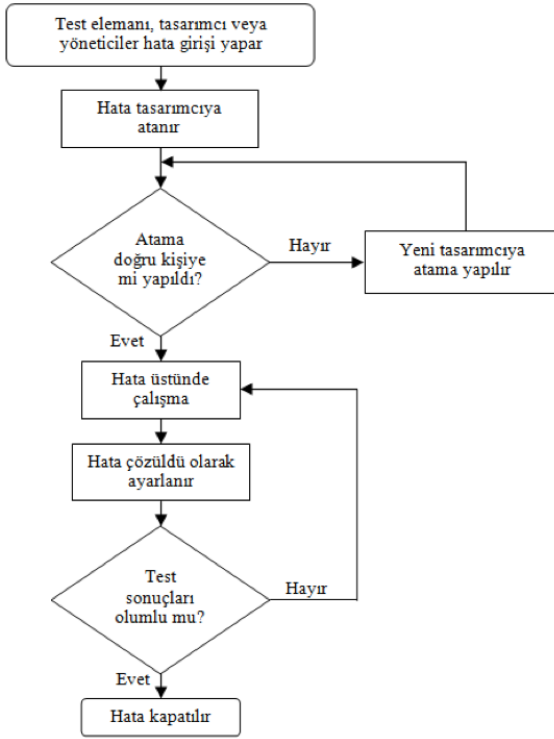 Test elemanı, tasarımcı veya
yöneticiler hata girişi yapar
Hata tasarımcıya
atanır
Atama
doğru kişiye
mi yapıldı?
Hayır
Yeni tasarımcıya
atama yapılır
Evet
Hata üstünde
çalışma
Hata çözüldü olarak
ayarlanır
Test
sonuçları
olumlu mu?
Hayır
Evet
Hata kapatılır